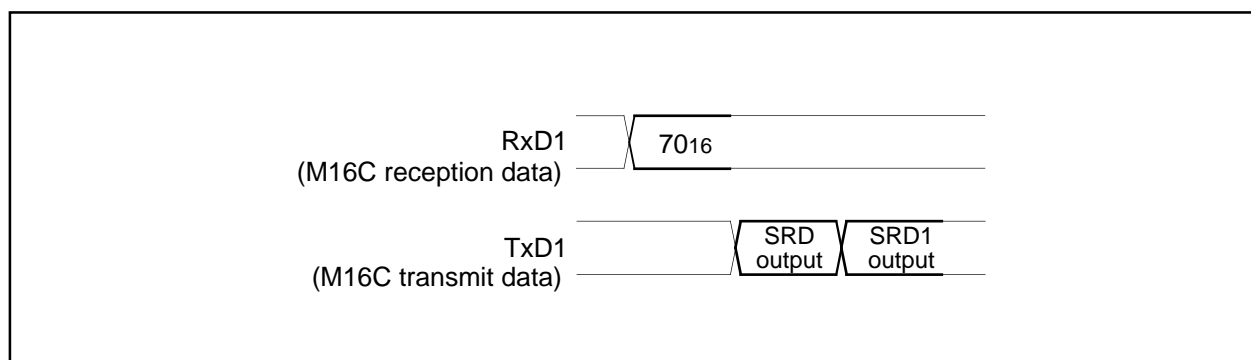 RxD1
(M16C reception data)
7016
TxD1
(M16C transmit data)
SRD
output
SRD1
output